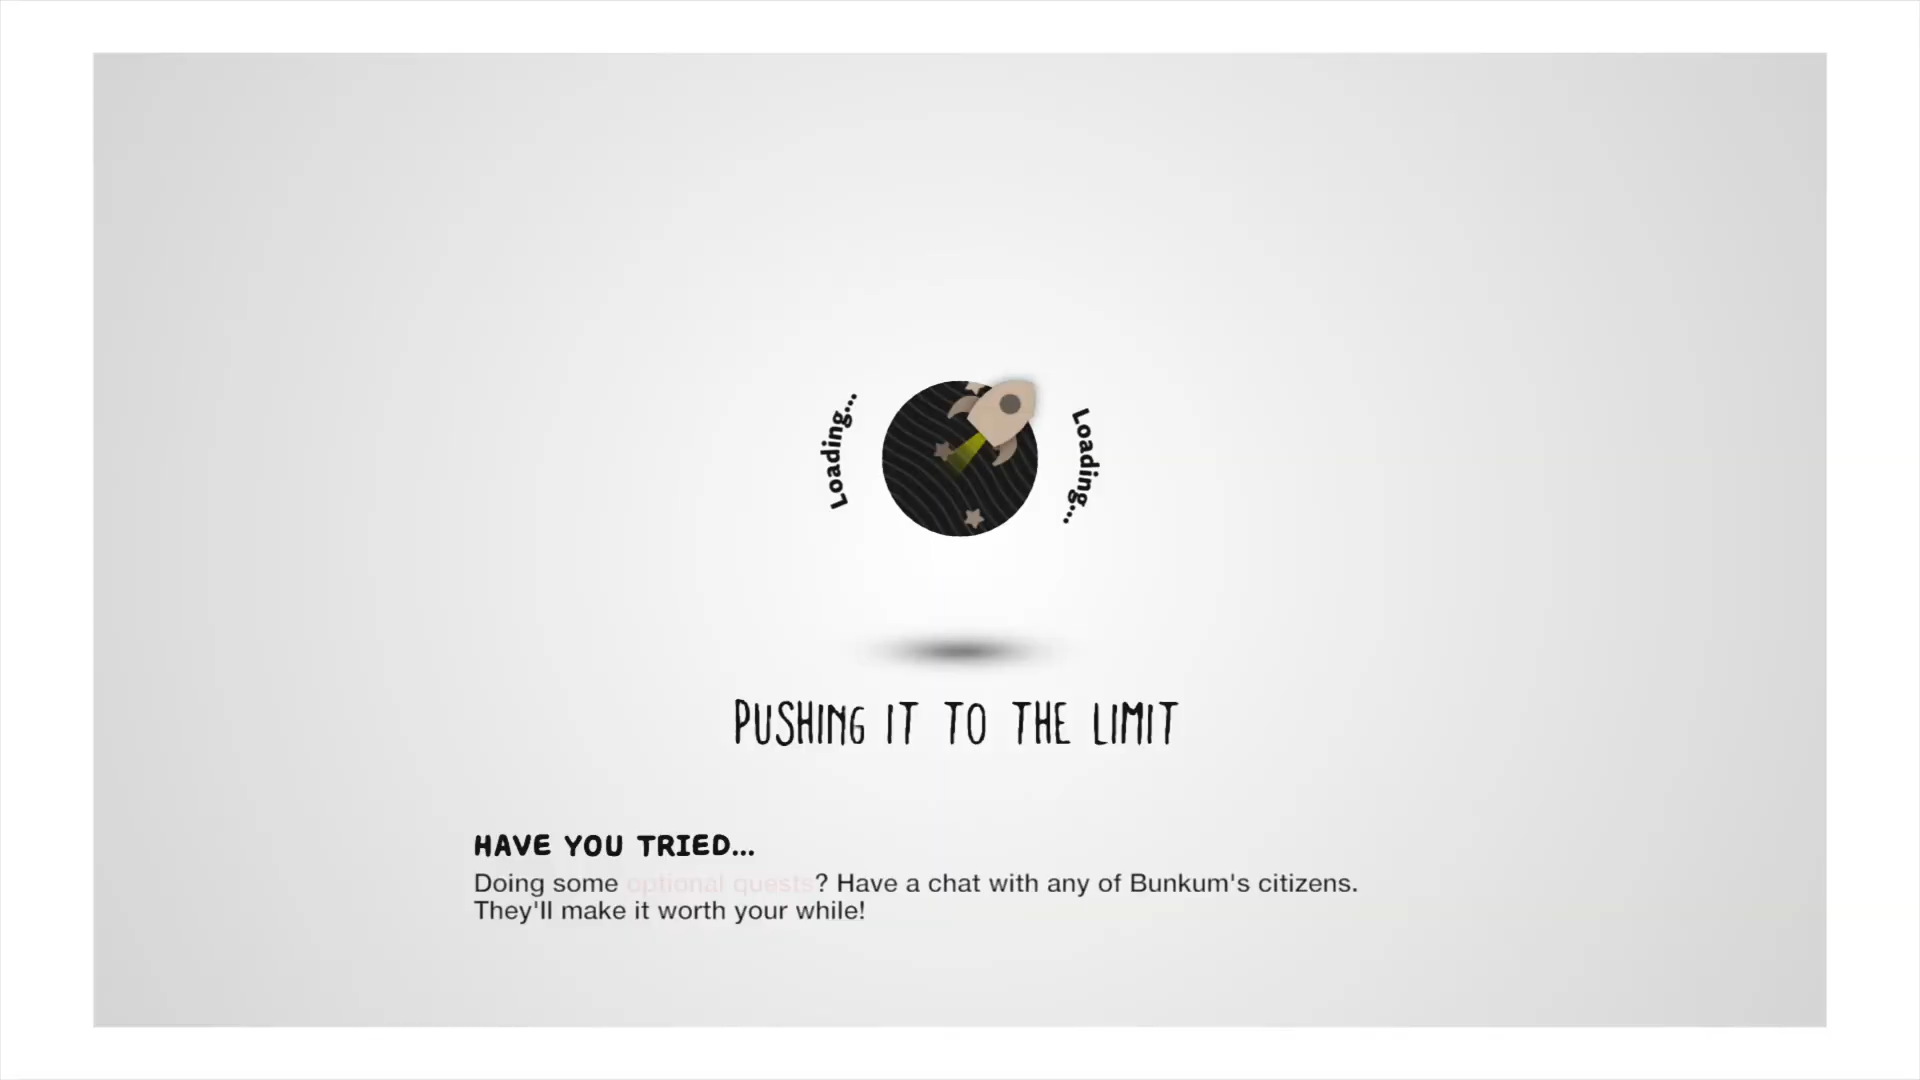 Loading...
Loading...
PUSHING IT TO THE LIMIT
HAVE YOU TRIED...
Doing some optional quests? Have a chat with any of Bunkum's citizens.
They'll make it worth your while!